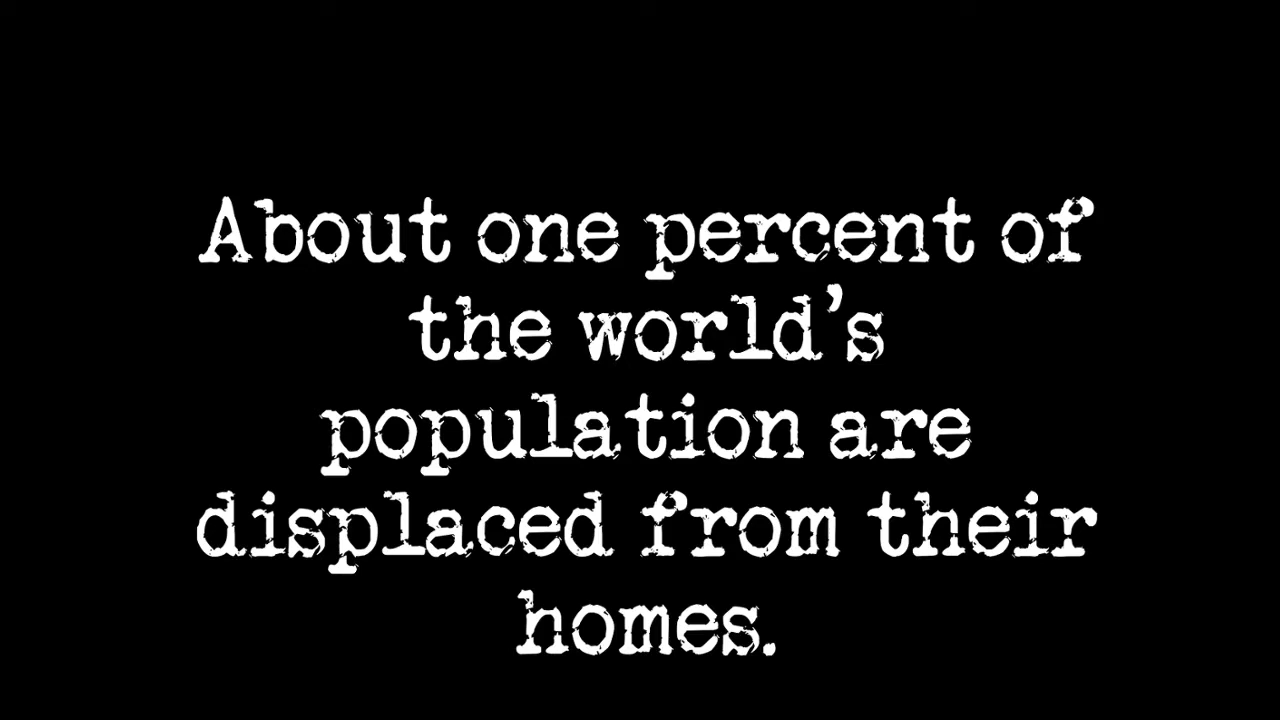 About one percent of
the world’s
population are
displaced from their
homes.